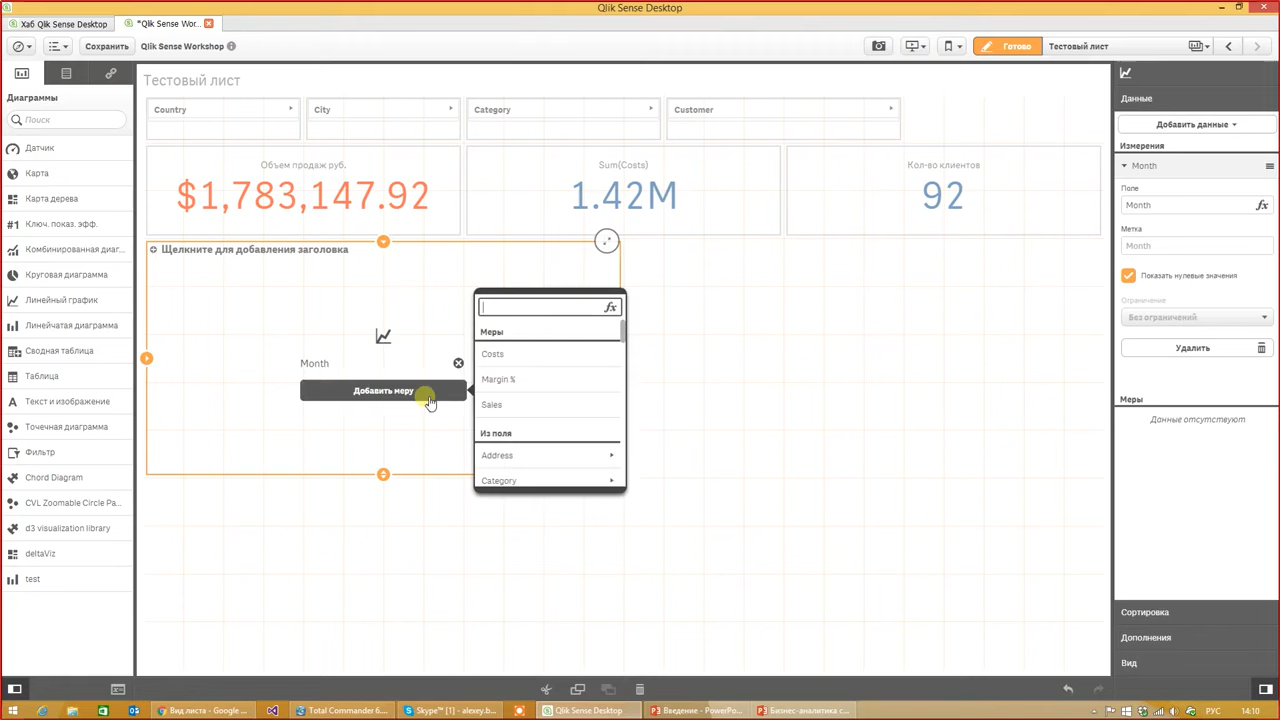 Qlik Sense Desktop
Хаб Qlik Sense Desktop
*Qlik Sense Wor...
Сохранить
Qlik Sense Workshop
Готово
Тестовый лист
Диаграммы
Поиск
Датчик
Карта
Карта дерева
#1 Ключ. показ. эфф.
Комбинированная диаг...
Круговая диаграмма
Линейный график
Линейчатая диаграмма
Сводная таблица
Таблица
Текст и изображение
Точечная диаграмма
Фильтр
Chord Diagram
CVL Zoomable Circle Pa...
d3 visualization library
deltaViz
test
Тестовый лист
Country
City
Category
Customer
Объем продаж руб.
$1,783,147.92
Sum(Costs)
1.42M
Кол-во клиентов
92
Щелкните для добавления заголовка
Month
Добавить меру
fx
Меры
Costs
Margin %
Sales
Из поля
Address
Category
Данные
Добавить данные
Измерения
Month
Поле
Month
fx
Метка
Month
Показать нулевые значения
Ограничение
Без ограничений
Удалить
Меры
Данные отсутствуют
Сортировка
Дополнения
Вид
Вид листа - Google ...
Total Commander 6....
Skype™ [1] - alexey.b...
Qlik Sense Desktop
Введение - PowerPo...
Бизнес-аналитика с...
РУС
14:10